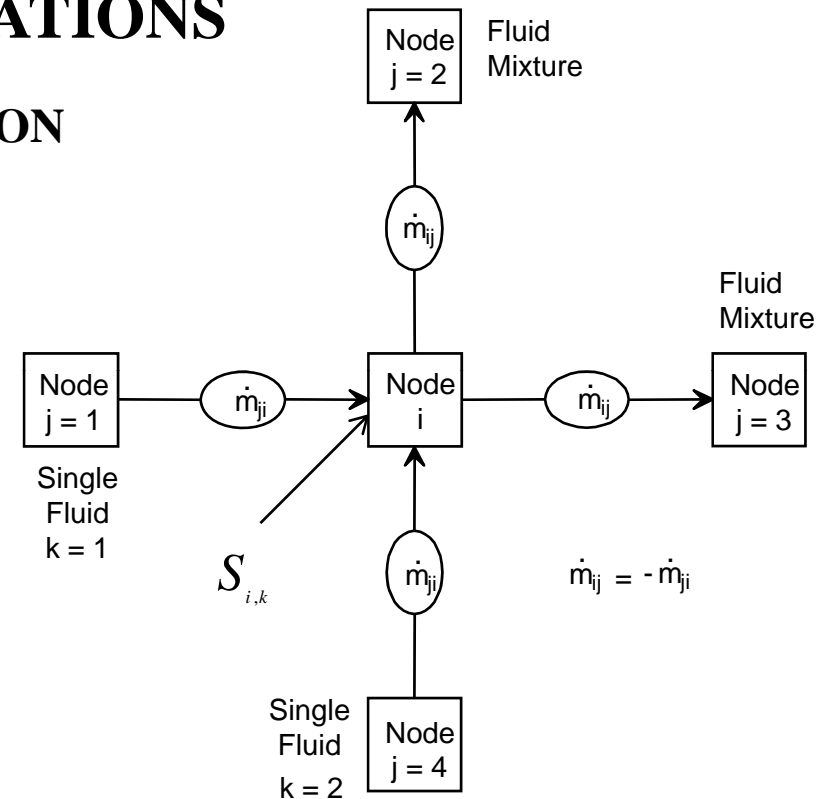 ATIONS
ON
Node
j = 2
Fluid
Mixture
ṁij
Fluid
Mixture
Node
j = 1
ṁji
Node
i
ṁij
Node
j = 3
Single
Fluid
k = 1
Si,k
ṁji
ṁij = - ṁji
Single
Fluid
k = 2
Node
j = 4